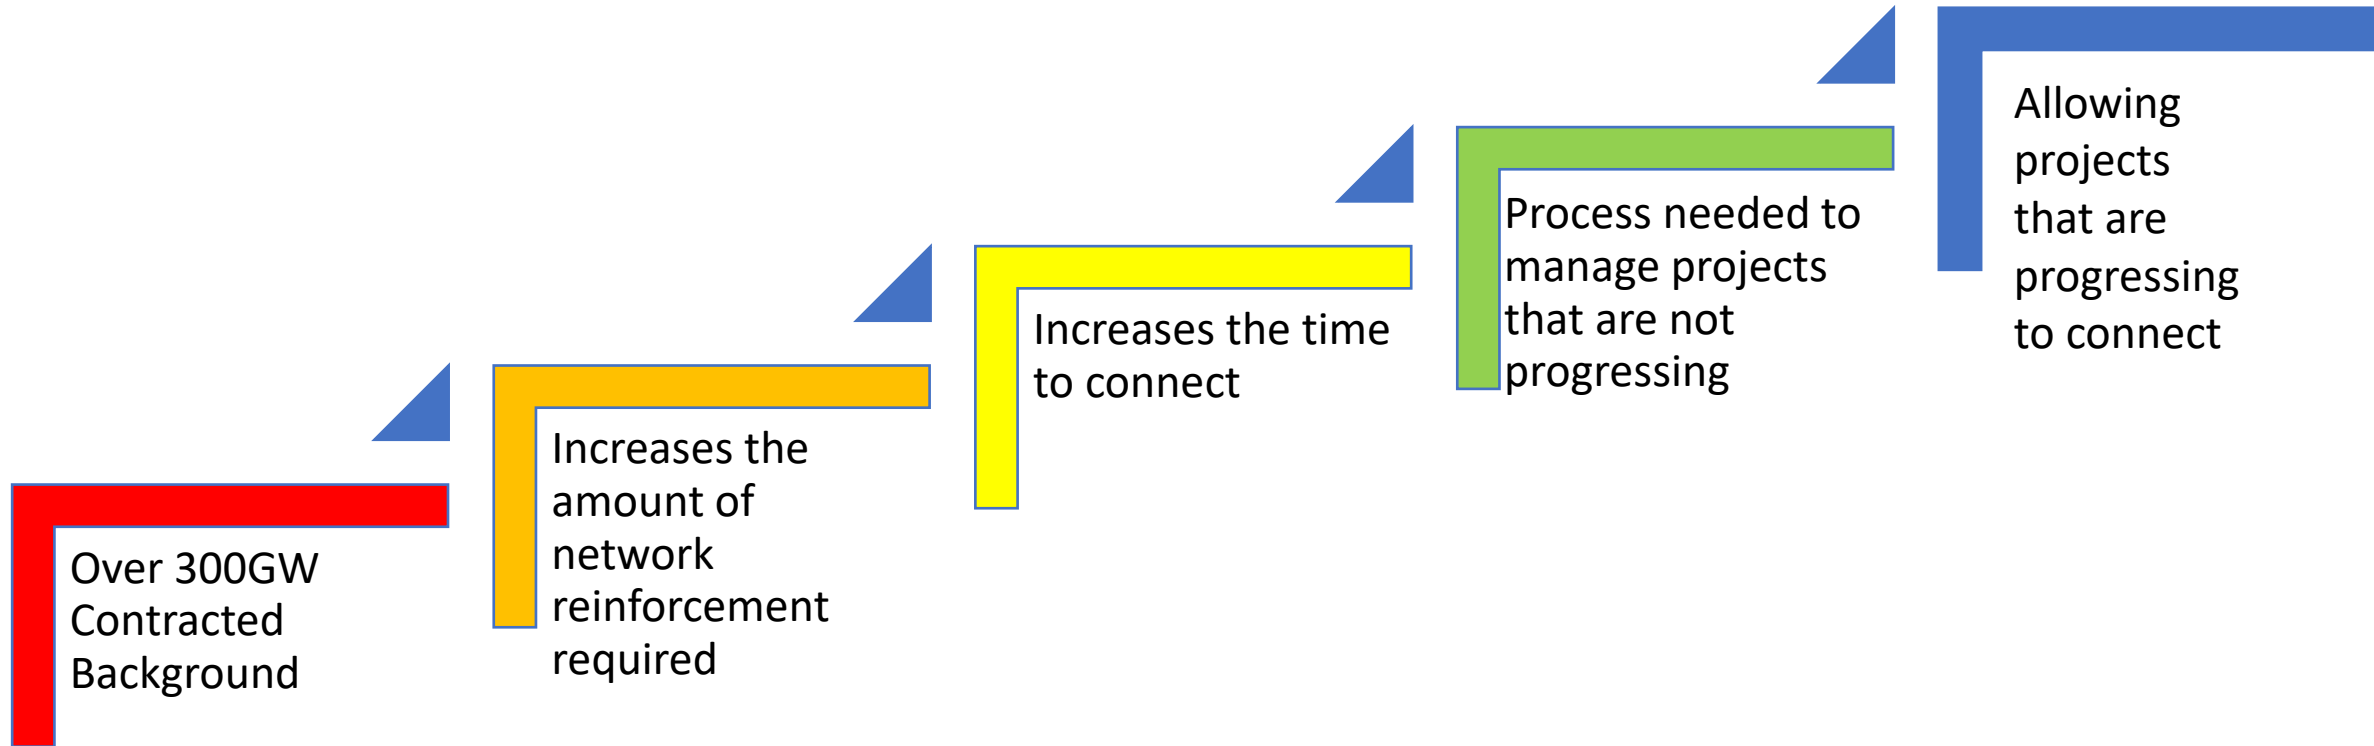 Over 300GW
Contracted
Background
Increases the
amount of
network
reinforcement
required
Increases the time
to connect
Process needed to
manage projects
that are not
progressing
Allowing
projects
that are
progressing
to connect